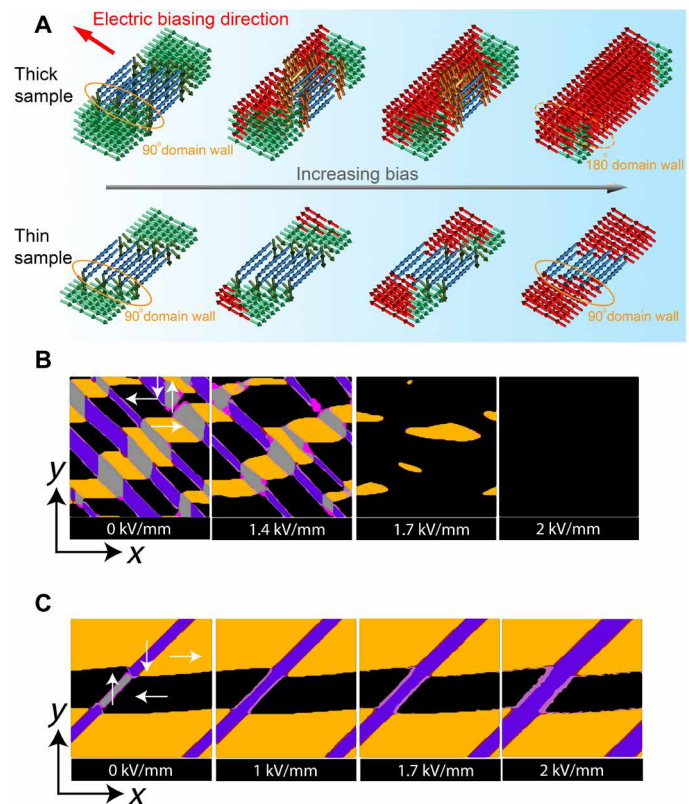 A
Electric biasing direction
Thick
sample
90° domain wall
180° domain wall
Increasing bias
Thin
sample
90° domain wall
90° domain wall
B
y
x
0 kV/mm
1.4 kV/mm
1.7 kV/mm
2 kV/mm
C
y
x
0 kV/mm
1 kV/mm
1.7 kV/mm
2 kV/mm